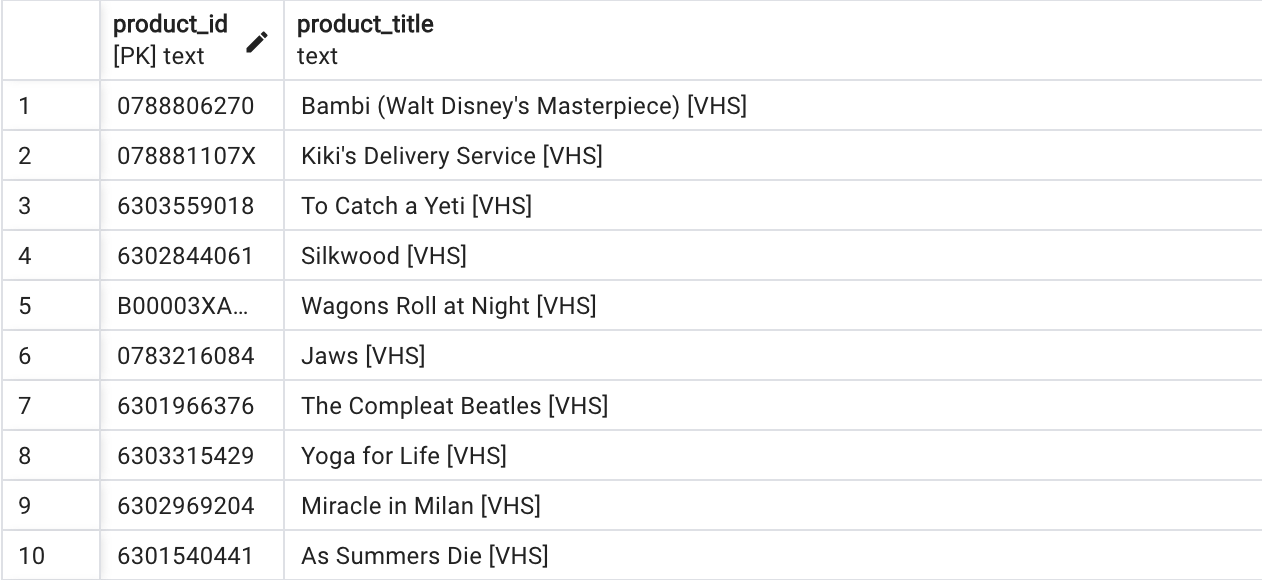 product_id product_title
[PK] text text
1 0788806270 Bambi (Walt Disney's Masterpiece) [VHS]
2 078881107X Kiki's Delivery Service [VHS]
3 6303559018 To Catch a Yeti [VHS]
4 6302844061 Silkwood [VHS]
5 B00003XA... Wagons Roll at Night [VHS]
6 0783216084 Jaws [VHS]
7 6301966376 The Compleat Beatles [VHS]
8 6303315429 Yoga for Life [VHS]
9 6302969204 Miracle in Milan [VHS]
10 6301540441 As Summers Die [VHS]